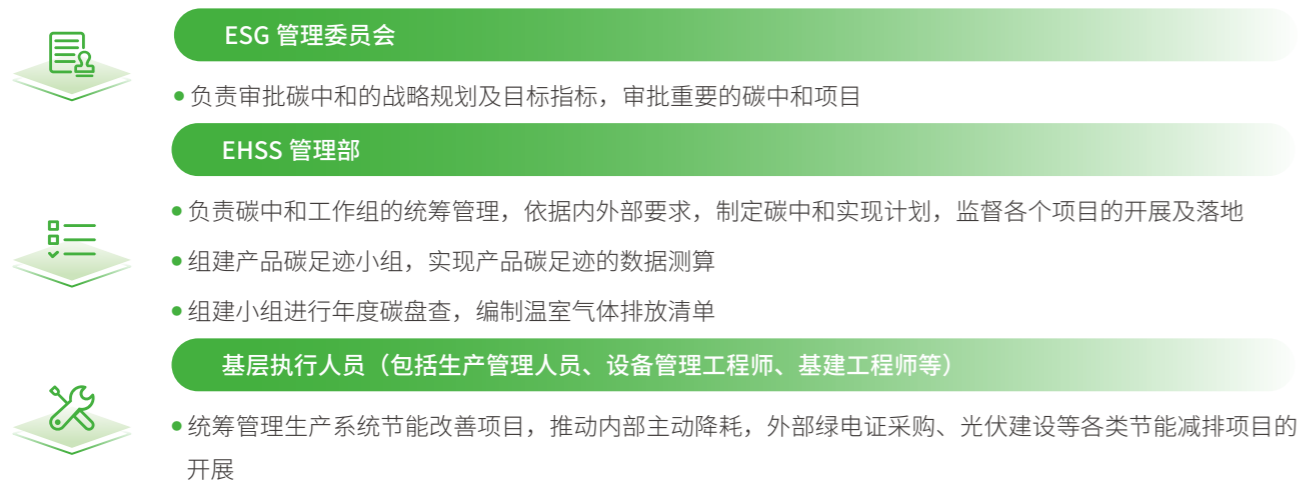 ESG 管理委员会
负责审批碳中和的战略规划及目标指标，审批重要的碳中和项目
EHSS 管理部
负责碳中和工作组的统筹管理，依据内外部要求，制定碳中和实现计划，监督各个项目的开展及落地
组建产品碳足迹小组，实现产品碳足迹的数据测算
组建小组进行年度碳盘查，编制温室气体排放清单
基层执行人员（包括生产管理人员、设备管理工程师、基建工程师等）
统筹管理生产系统节能改善项目，推动内部主动降耗，外部绿电证采购、光伏建设等各类节能减排项目的
开展